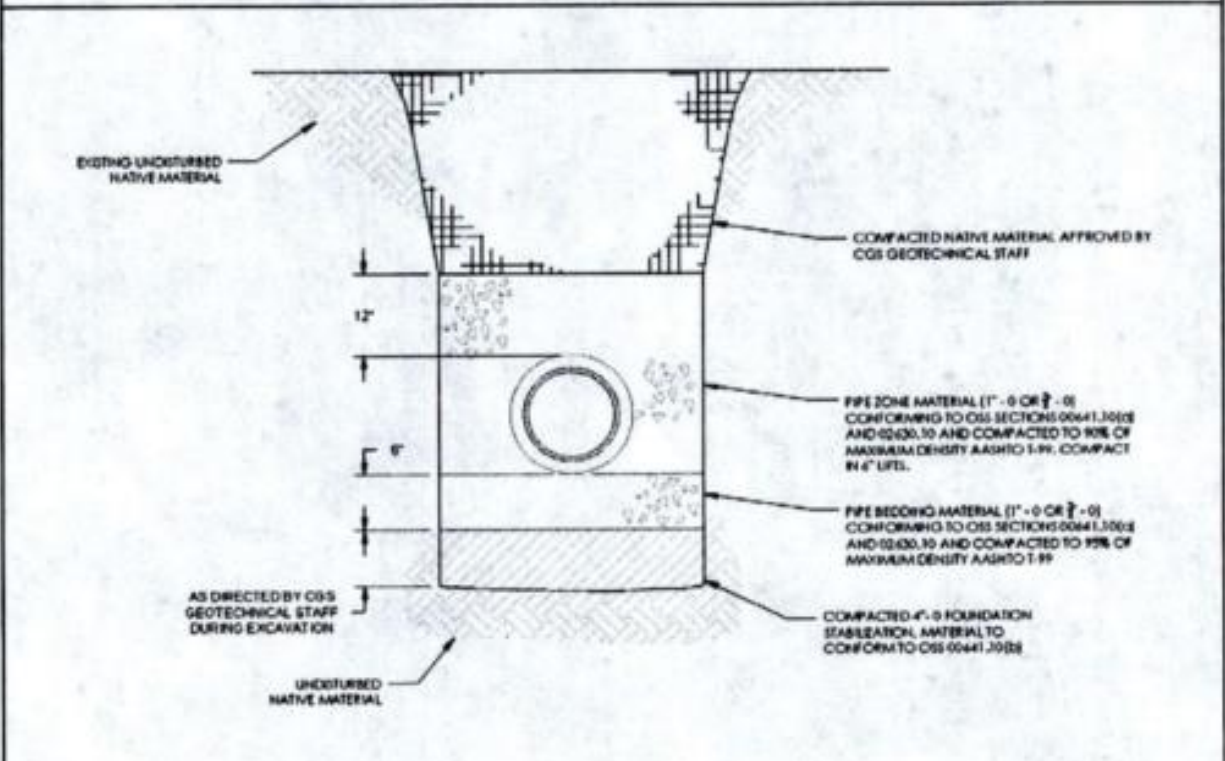 EXISTING UNDISTURBED
NATIVE MATERIAL
COMPACTED NATIVE MATERIAL APPROVED BY
CGS GEOTECHNICAL STAFF
12"
PIPE ZONE MATERIAL (1" - 0 OR - 0)
CONFORMING TO OSS SECTIONS 00641.10(a)
AND 02630.10 AND COMPACTED TO 90% OF
MAXIMUM DENSITY AASHTO T-99. COMPACT
IN 6" LIFTS.
6"
PIPE BEDDING MATERIAL (1" - 0 OR - 0)
CONFORMING TO OSS SECTIONS 00641.10(a)
AND 02630.10 AND COMPACTED TO 95% OF
MAXIMUM DENSITY AASHTO T-99
AS DIRECTED BY CGS
GEOTECHNICAL STAFF
DURING EXCAVATION
COMPACTED 4"- 0 FOUNDATION
STABILIZATION. MATERIAL TO
CONFORM TO OSS 00641.10(b)
UNDISTURBED
NATIVE MATERIAL